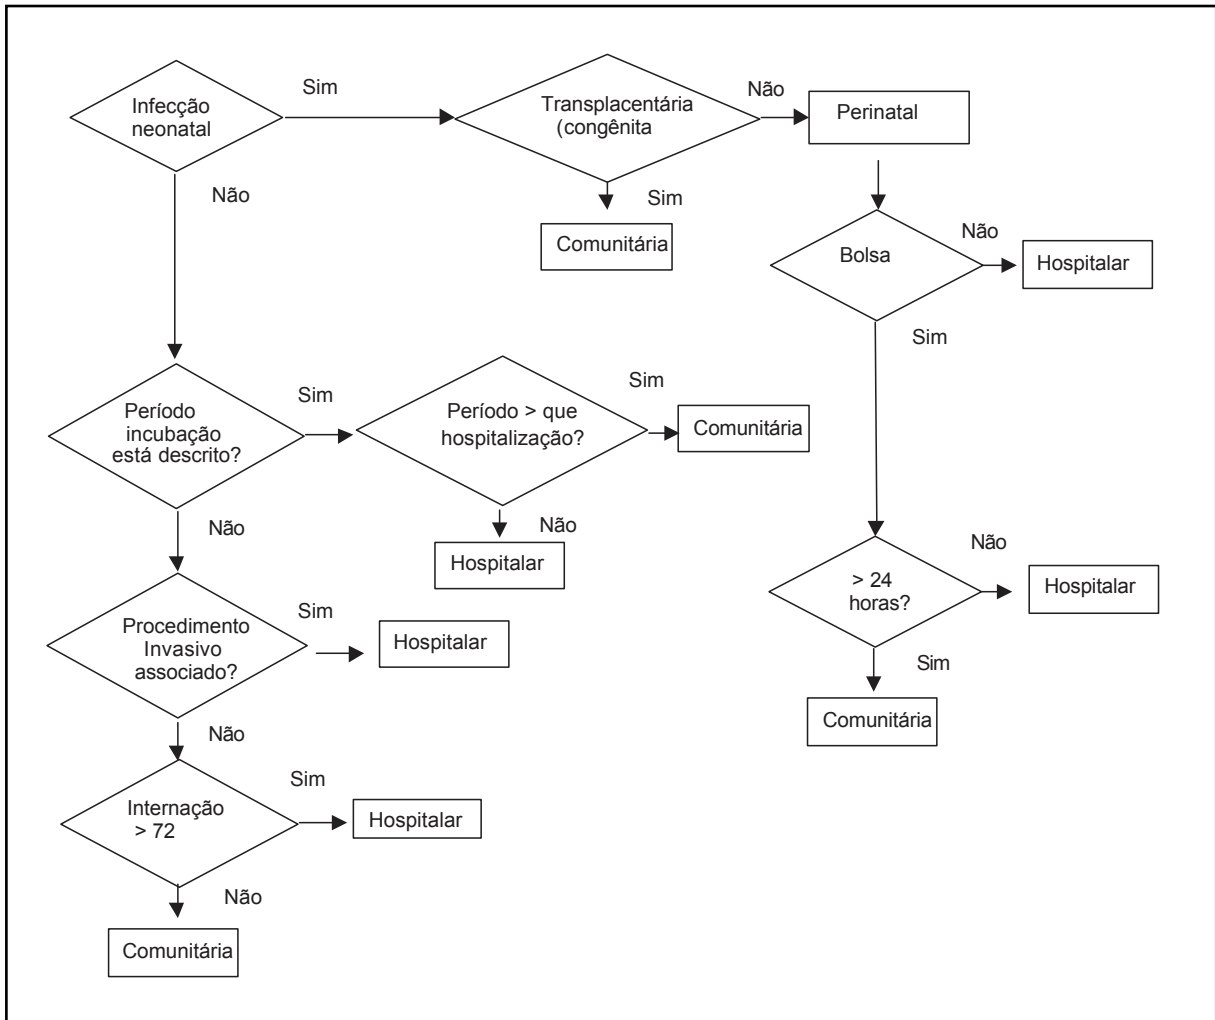 Infecção
neonatal
Sim
Transplacentária
(congênita
Não
Perinatal
Não
Sim
Comunitária
Bolsa
Não
Hospitalar
Sim
Período
incubação
está descrito?
Sim
Período > que
hospitalização?
Sim
Comunitária
Não
Não
Hospitalar
> 24
horas?
Não
Hospitalar
Sim
Comunitária
Procedimento
Invasivo
associado?
Sim
Hospitalar
Não
Internação
> 72
Sim
Hospitalar
Não
Comunitária